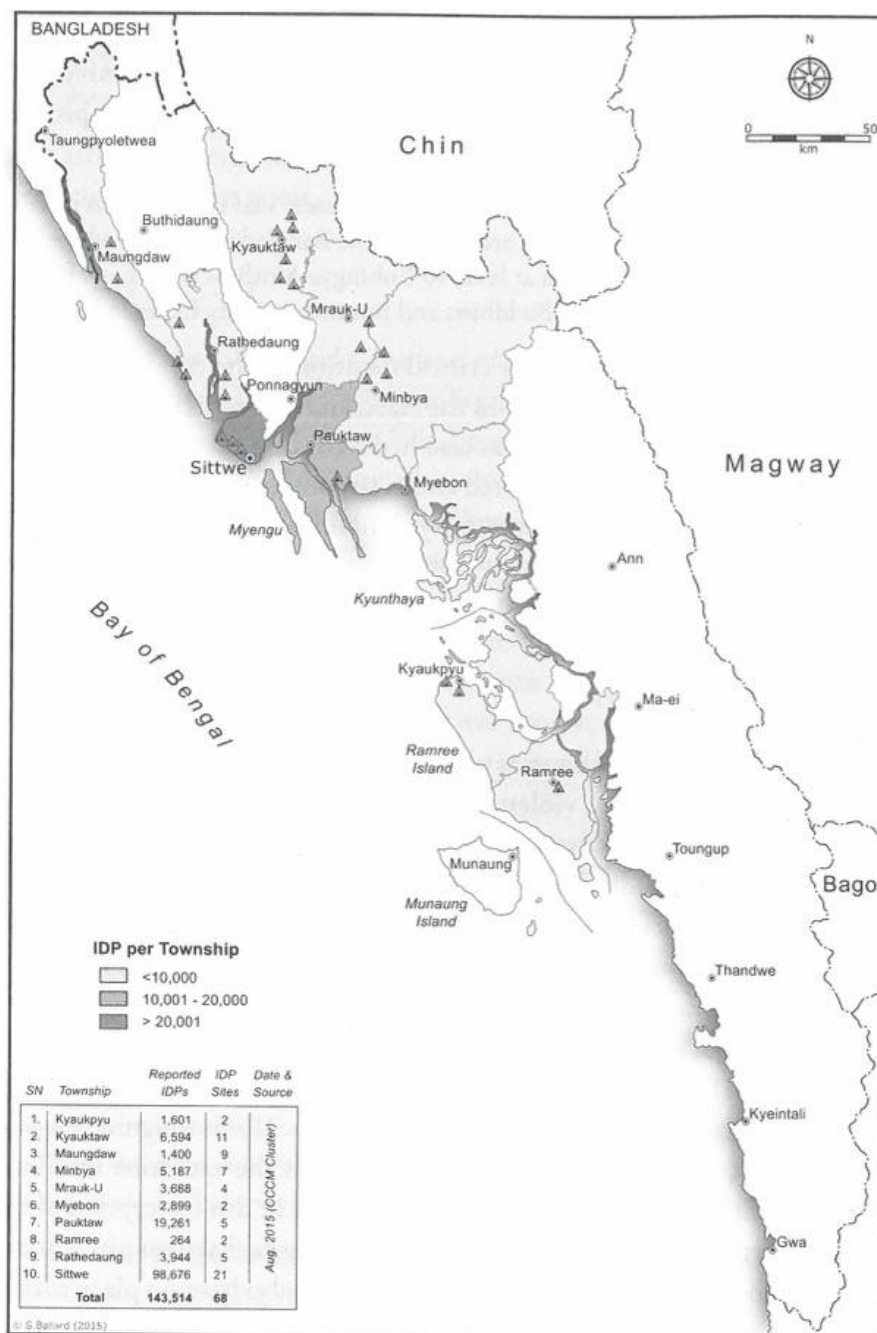 BANGLADESH
N
0 50
km
Chin
Taungpyoletwea
Buthidaung
Maungdaw
Kyauktaw
Mrauk-U
Rathedaung
Ponnagyun
Minbya
Pauktaw
Sittwe
Myebon
Magway
Myengu
Ann
Kyunthaya
Bay of Bengal
Kyaukpyu
Ma-ei
Ramree
Island
Ramree
Munaung
Toungup
Bago
Munaung
Island
Thandwe
IDP per Township
<10,000
10,001 - 20,000
> 20,001
Kyeintali
Gwa
SN Township Reported IDPs IDP Sites Date & Source
1. Kyaukpyu 1,601 2
2. Kyauktaw 6,594 11
3. Maungdaw 1,400 9
4. Minbya 5,187 7
5. Mrauk-U 3,688 4
6. Myebon 2,899 2
7. Pauktaw 19,261 5
8. Ramree 264 2
9. Rathedaung 3,944 5
10. Sittwe 98,676 21
Total 143,514 68
Aug. 2015 (CCCM Cluster)
© S.Ballard (2015)